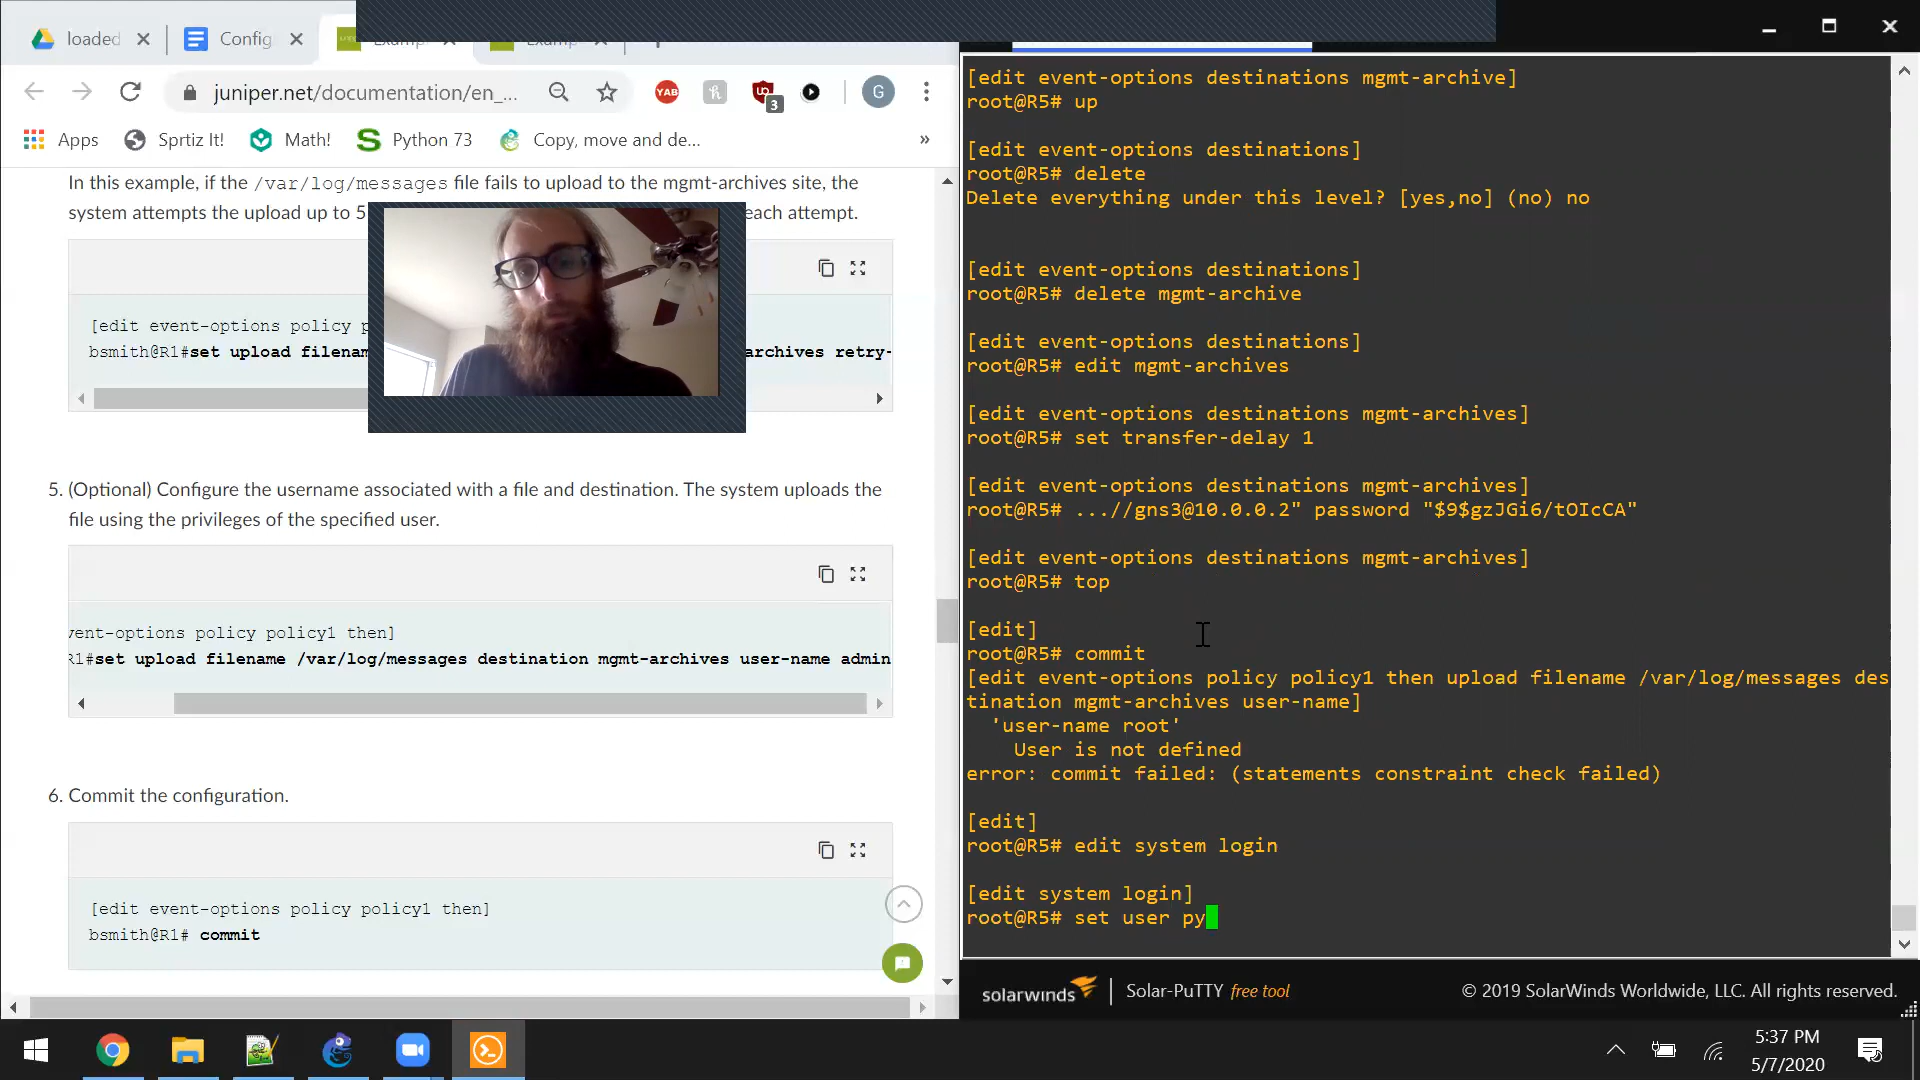 loaded
Config
juniper.net/documentation/en_...
YAB
3
G
Apps
Sprtiz It!
Math!
Python 73
Copy, move and de...
»
In this example, if the /var/log/messages file fails to upload to the mgmt-archives site, the
system attempts the upload up to 5
each attempt.
[edit event-options policy p
bsmith@R1#set upload filenam
archives retry-
5. (Optional) Configure the username associated with a file and destination. The system uploads the
file using the privileges of the specified user.
vent-options policy policy1 then]
R1#set upload filename /var/log/messages destination mgmt-archives user-name admin
6. Commit the configuration.
[edit event-options policy policy1 then]
bsmith@R1# commit
[edit event-options destinations mgmt-archive]
root@R5# up
[edit event-options destinations]
root@R5# delete
Delete everything under this level? [yes,no] (no) no
[edit event-options destinations]
root@R5# delete mgmt-archive
[edit event-options destinations]
root@R5# edit mgmt-archives
[edit event-options destinations mgmt-archives]
root@R5# set transfer-delay 1
[edit event-options destinations mgmt-archives]
root@R5# ...//gns3@10.0.0.2" password "$9$gzJGi6/tOIcCA"
[edit event-options destinations mgmt-archives]
root@R5# top
[edit]
root@R5# commit
[edit event-options policy policy1 then upload filename /var/log/messages des
tination mgmt-archives user-name]
'user-name root'
User is not defined
error: commit failed: (statements constraint check failed)
[edit]
root@R5# edit system login
[edit system login]
root@R5# set user py
solarwinds
Solar-PuTTY free tool
© 2019 SolarWinds Worldwide, LLC. All rights reserved.
5:37 PM
5/7/2020